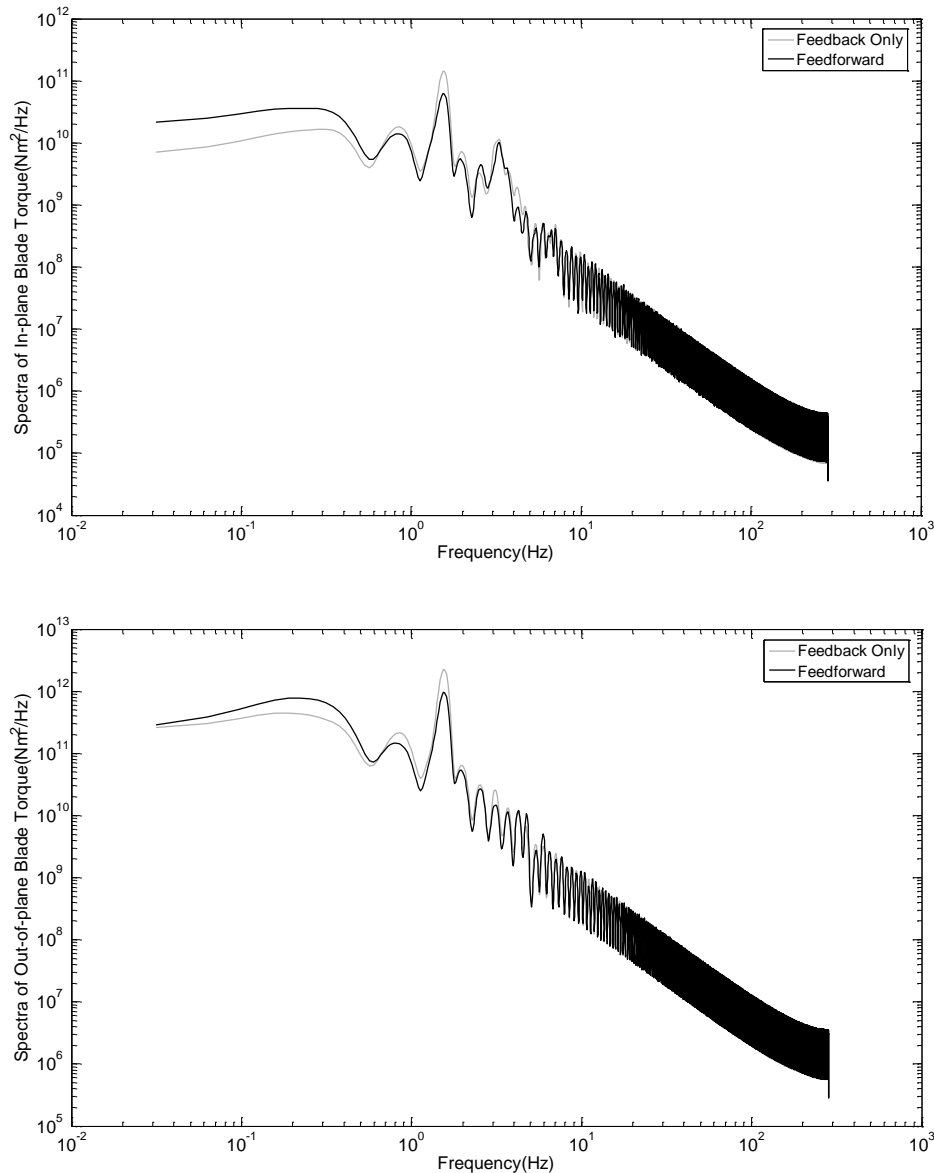 10^12
10^11
10^10
10^9
10^8
10^7
10^6
10^5
10^4
Spectra of In-plane Blade Torque(Nm^2/Hz)
Feedback Only
Feedforward
10^-2 10^-1 10^0 10^1 10^2 10^3
Frequency(Hz)
10^13
10^12
10^11
10^10
10^9
10^8
10^7
10^6
10^5
Spectra of Out-of-plane Blade Torque(Nm^2/Hz)
Feedback Only
Feedforward
10^-2 10^-1 10^0 10^1 10^2 10^3
Frequency(Hz)